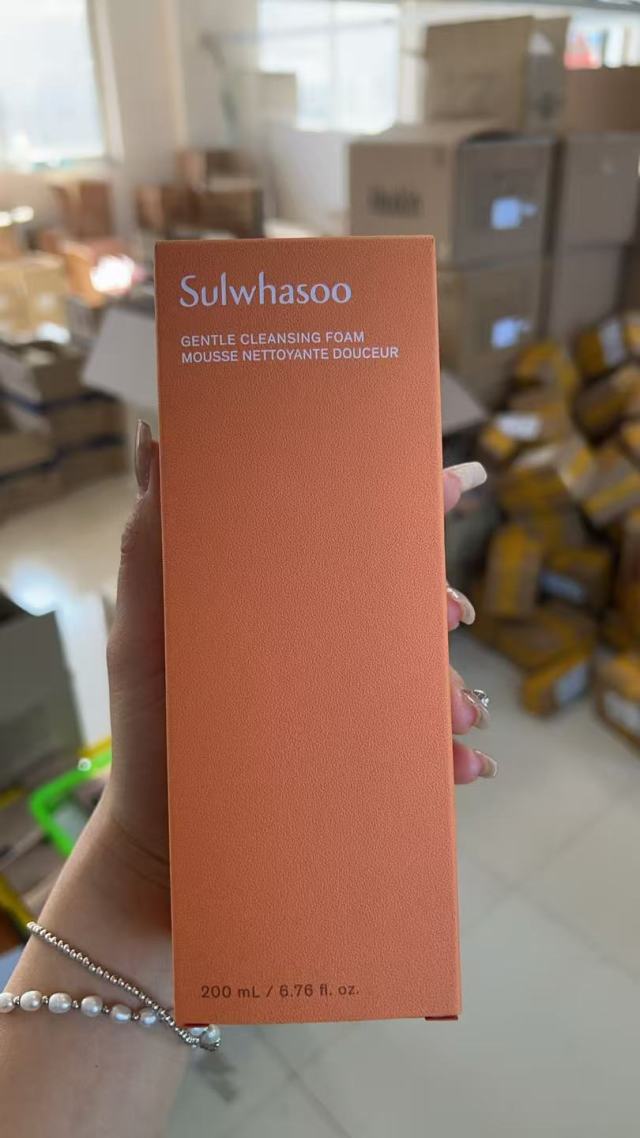 Sulwhasoo
GENTLE CLEANSING FOAM
MOUSSE NETTOYANTE DOUCEUR
200 mL / 6.76 fl. oz.